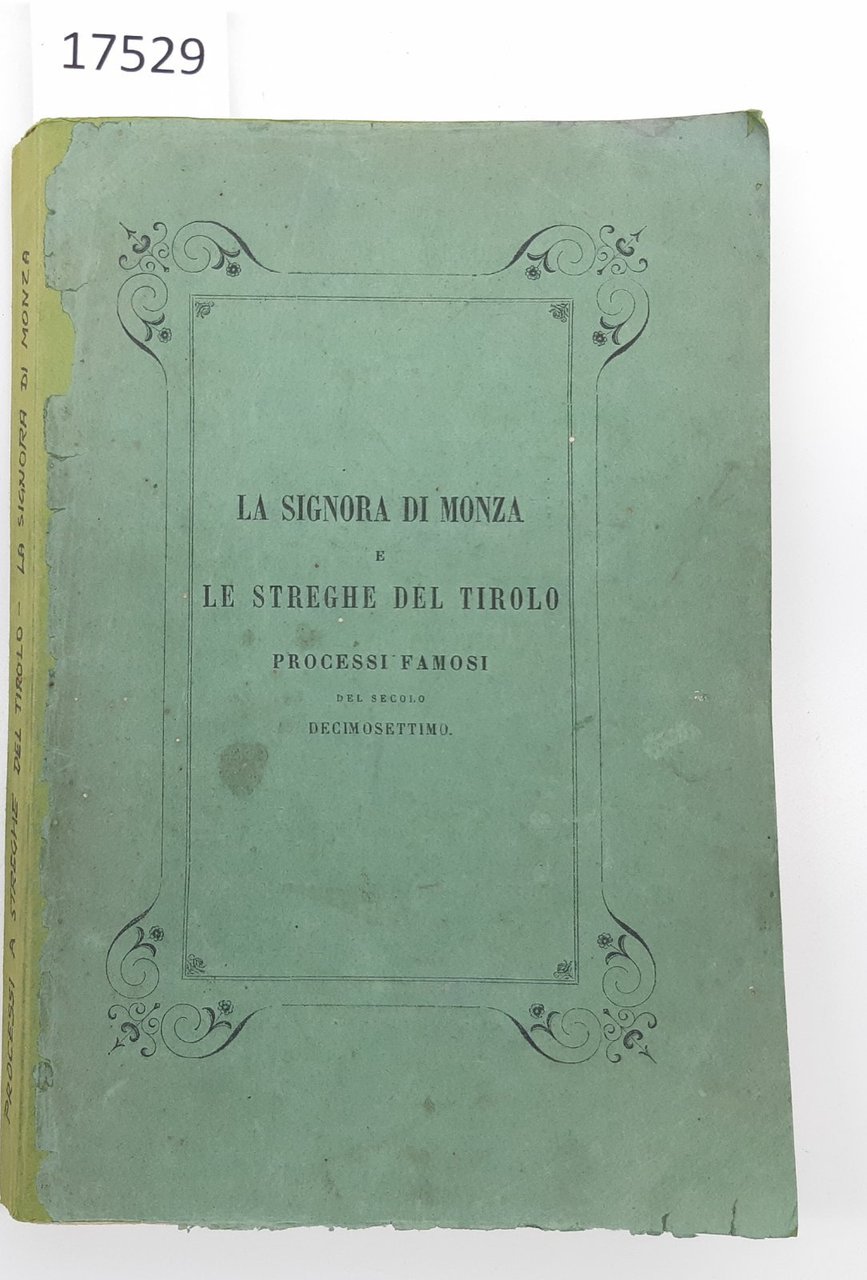 17529
LA SIGNORA DI MONZA
E
LE STREGHE DEL TIROLO
PROCESSI FAMOSI
DEL SECOLO
DECIMOSETTIMO.
PROCESSI A STREGHE DEL TIROLO - LA SIGNORA DI MONZA